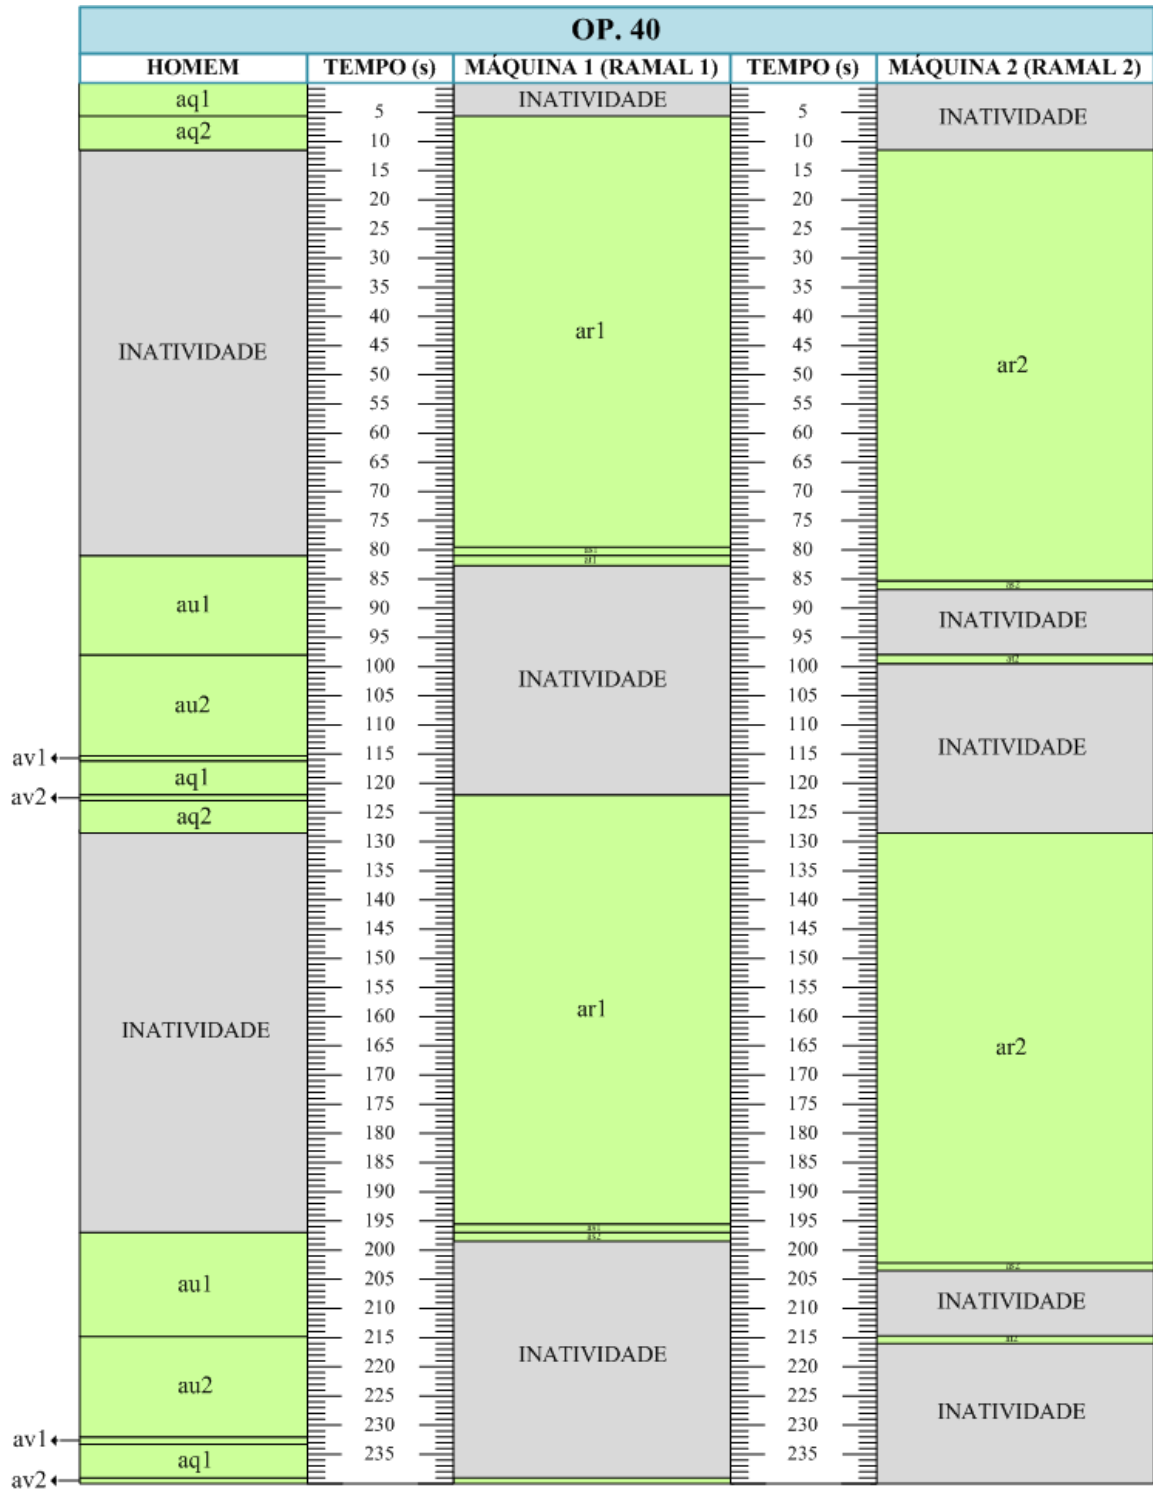 OP. 40
HOMEM TEMPO (s) MÁQUINA 1 (RAMAL 1) TEMPO (s) MÁQUINA 2 (RAMAL 2)
aq1 INATIVIDADE
5 5
INATIVIDADE
aq2
10 10
15 15
20 20
25 25
30 30
35 35
40 40
ar1
45 45
INATIVIDADE
50 50
ar2
55 55
60 60
65 65
70 70
75 75
80 80
85 85
au1
90 90
INATIVIDADE
95 95
100 100
INATIVIDADE
105 105
au2
110 110
INATIVIDADE
115 115
av1
aq1
120 120
av2
125 125
aq2
130 130
135 135
140 140
145 145
150 150
155 155
ar1
160 160
INATIVIDADE
165 165
ar2
170 170
175 175
180 180
185 185
190 190
195 195
200 200
205 205
au1
INATIVIDADE
210 210
215 215
INATIVIDADE
220 220
au2
225 225
INATIVIDADE
230 230
av1
235 235
aq1
av2